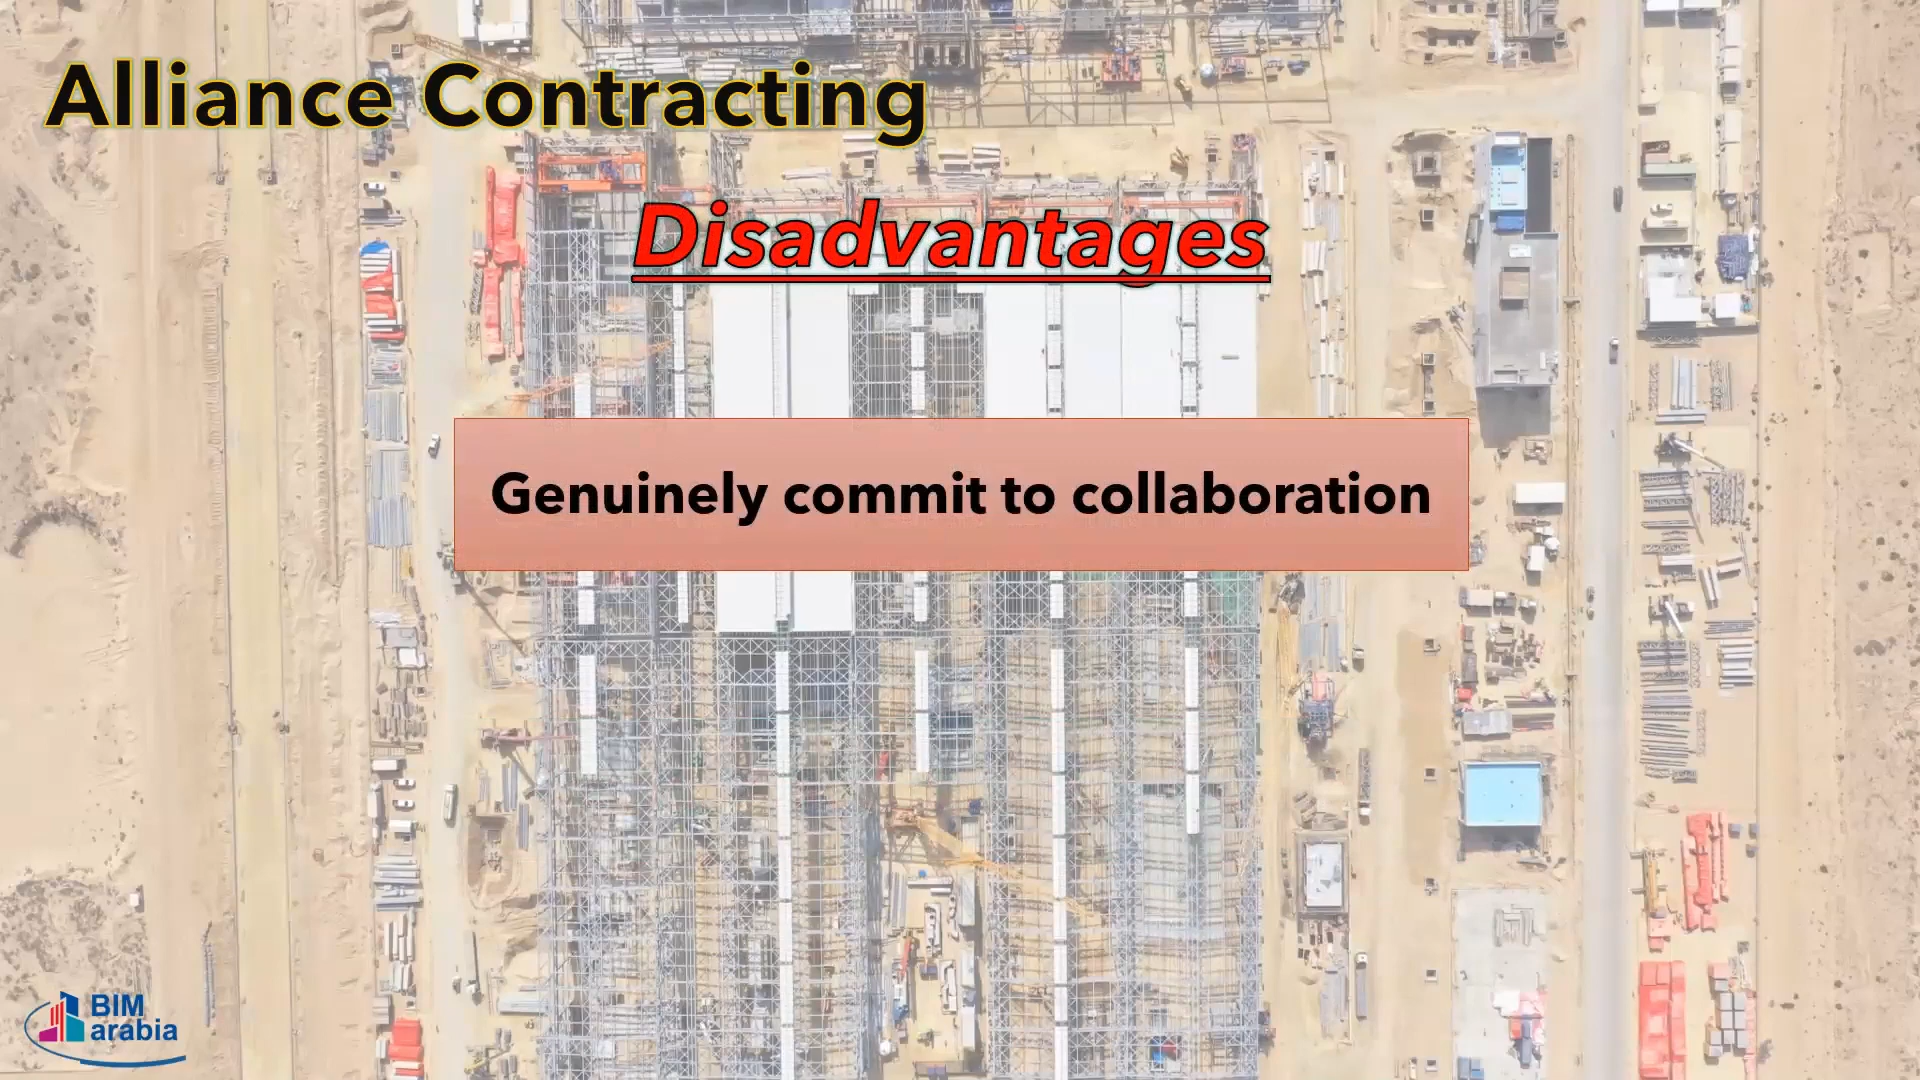 Alliance Contracting
Disadvantages
Genuinely commit to collaboration
BIM
arabia